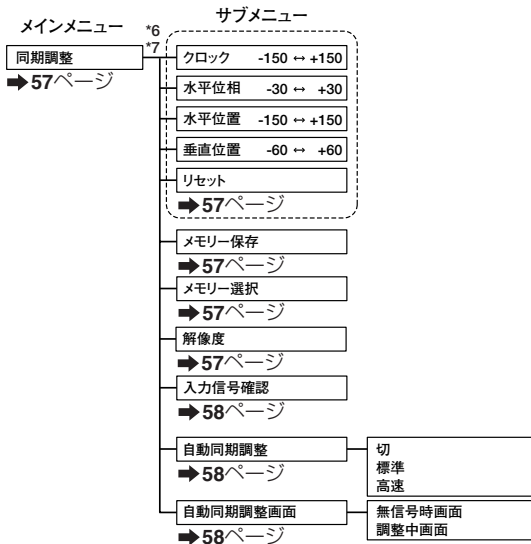 メインメニュー
サブメニュー
*6
*7
同期調整
➡57ページ
クロック -150 ↔ +150
水平位相 -30 ↔ +30
水平位置 -150 ↔ +150
垂直位置 -60 ↔ +60
リセット
➡57ページ
メモリー保存
➡57ページ
メモリー選択
➡57ページ
解像度
➡57ページ
入力信号確認
➡58ページ
自動同期調整
➡58ページ
切
標準
高速
自動同期調整画面
➡58ページ
無信号時画面
調整中画面